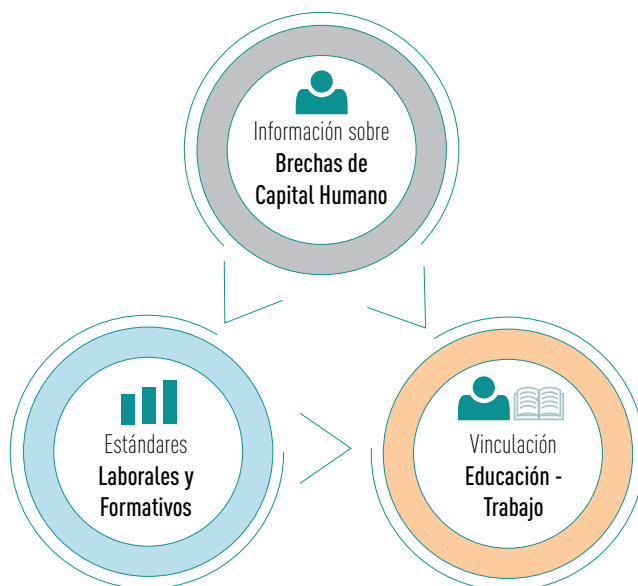 Información sobre
Brechas de
Capital Humano
Estándares
Laborales y
Formativos
Vinculación
Educación -
Trabajo